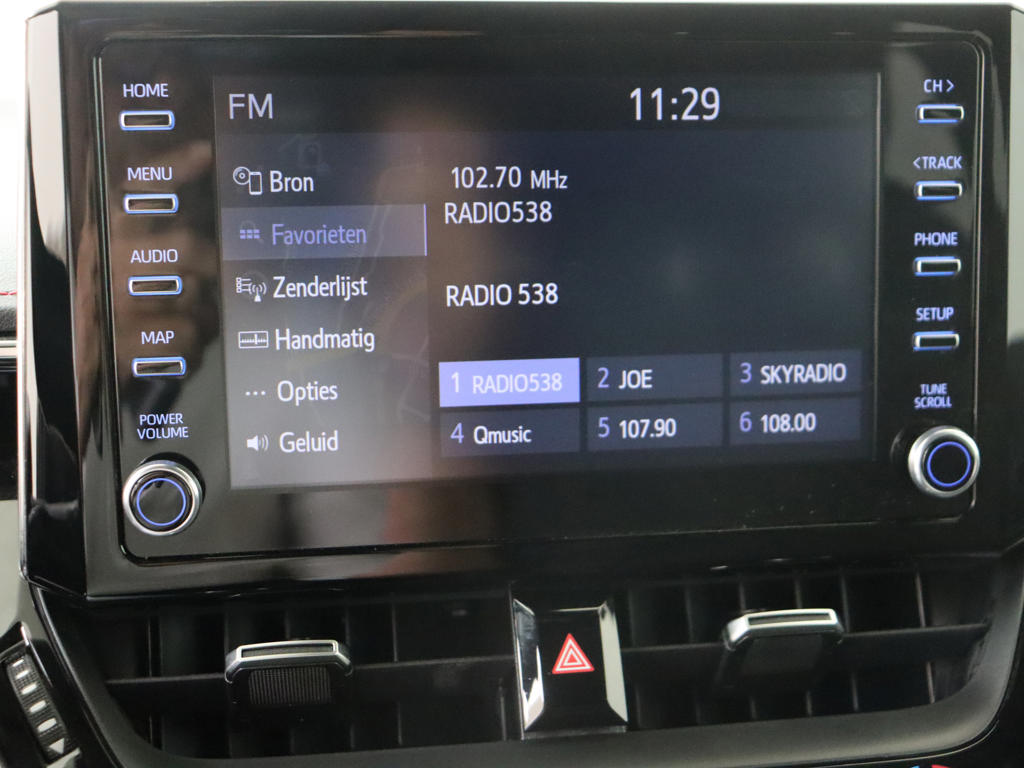 HOME
MENU
AUDIO
MAP
POWER
VOLUME
FM
11:29
Bron
Favorieten
Zenderlijst
Handmatig
Opties
Geluid
102.70 MHz
RADIO538
RADIO 538
1 RADIO538
2 JOE
3 SKYRADIO
4 Qmusic
5 107.90
6 108.00
CH >
< TRACK
PHONE
SETUP
TUNE
SCROLL